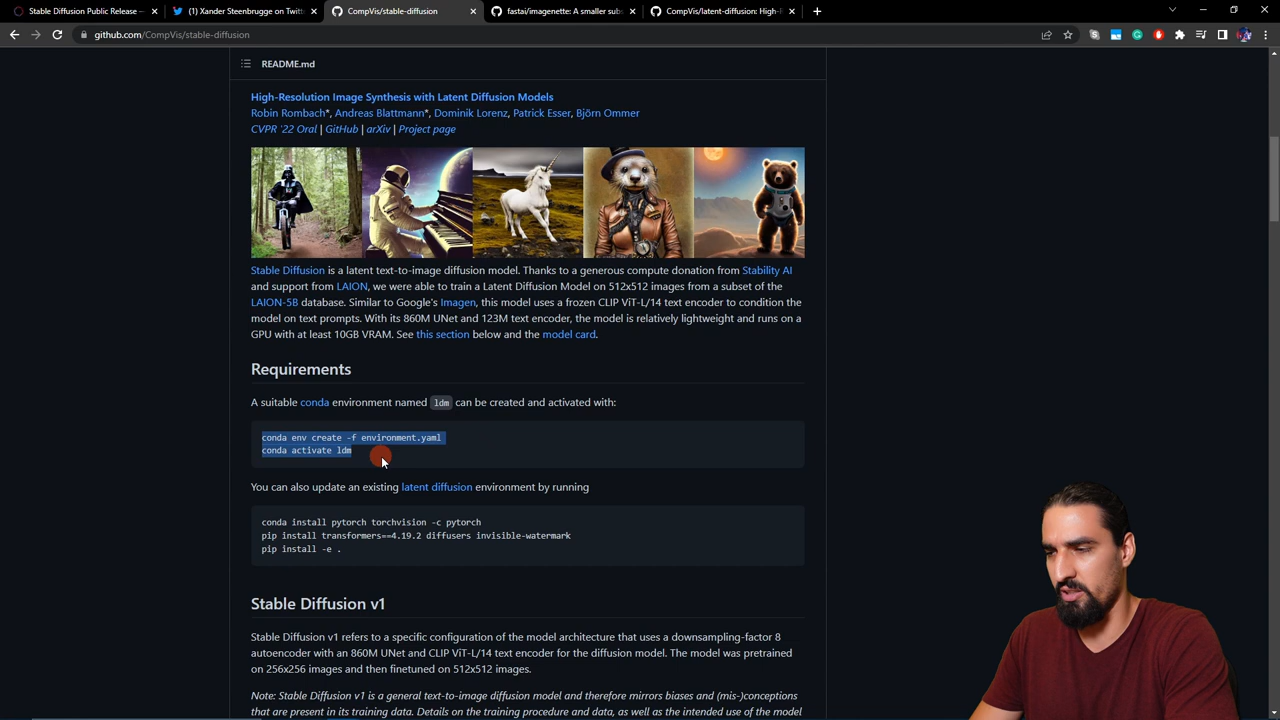 Stable Diffusion Public Release —
(1) Xander Steenbrugge on Twitt
CompVis/stable-diffusion
fastai/imagenette: A smaller sub
CompVis/latent-diffusion: High-F
github.com/CompVis/stable-diffusion
README.md
High-Resolution Image Synthesis with Latent Diffusion Models
Robin Rombach*, Andreas Blattmann*, Dominik Lorenz, Patrick Esser, Björn Ommer
CVPR '22 Oral | GitHub | arXiv | Project page
Stable Diffusion is a latent text-to-image diffusion model. Thanks to a generous compute donation from Stability AI
and support from LAION, we were able to train a Latent Diffusion Model on 512x512 images from a subset of the
LAION-5B database. Similar to Google's Imagen, this model uses a frozen CLIP ViT-L/14 text encoder to condition the
model on text prompts. With its 860M UNet and 123M text encoder, the model is relatively lightweight and runs on a
GPU with at least 10GB VRAM. See this section below and the model card.
Requirements
A suitable conda environment named ldm can be created and activated with:
conda env create -f environment.yaml
conda activate ldm
You can also update an existing latent diffusion environment by running
conda install pytorch torchvision -c pytorch
pip install transformers==4.19.2 diffusers invisible-watermark
pip install -e .
Stable Diffusion v1
Stable Diffusion v1 refers to a specific configuration of the model architecture that uses a downsampling-factor 8
autoencoder with an 860M UNet and CLIP ViT-L/14 text encoder for the diffusion model. The model was pretrained
on 256x256 images and then finetuned on 512x512 images.
Note: Stable Diffusion v1 is a general text-to-image diffusion model and therefore mirrors biases and (mis-)conceptions
that are present in its training data. Details on the training procedure and data, as well as the intended use of the model